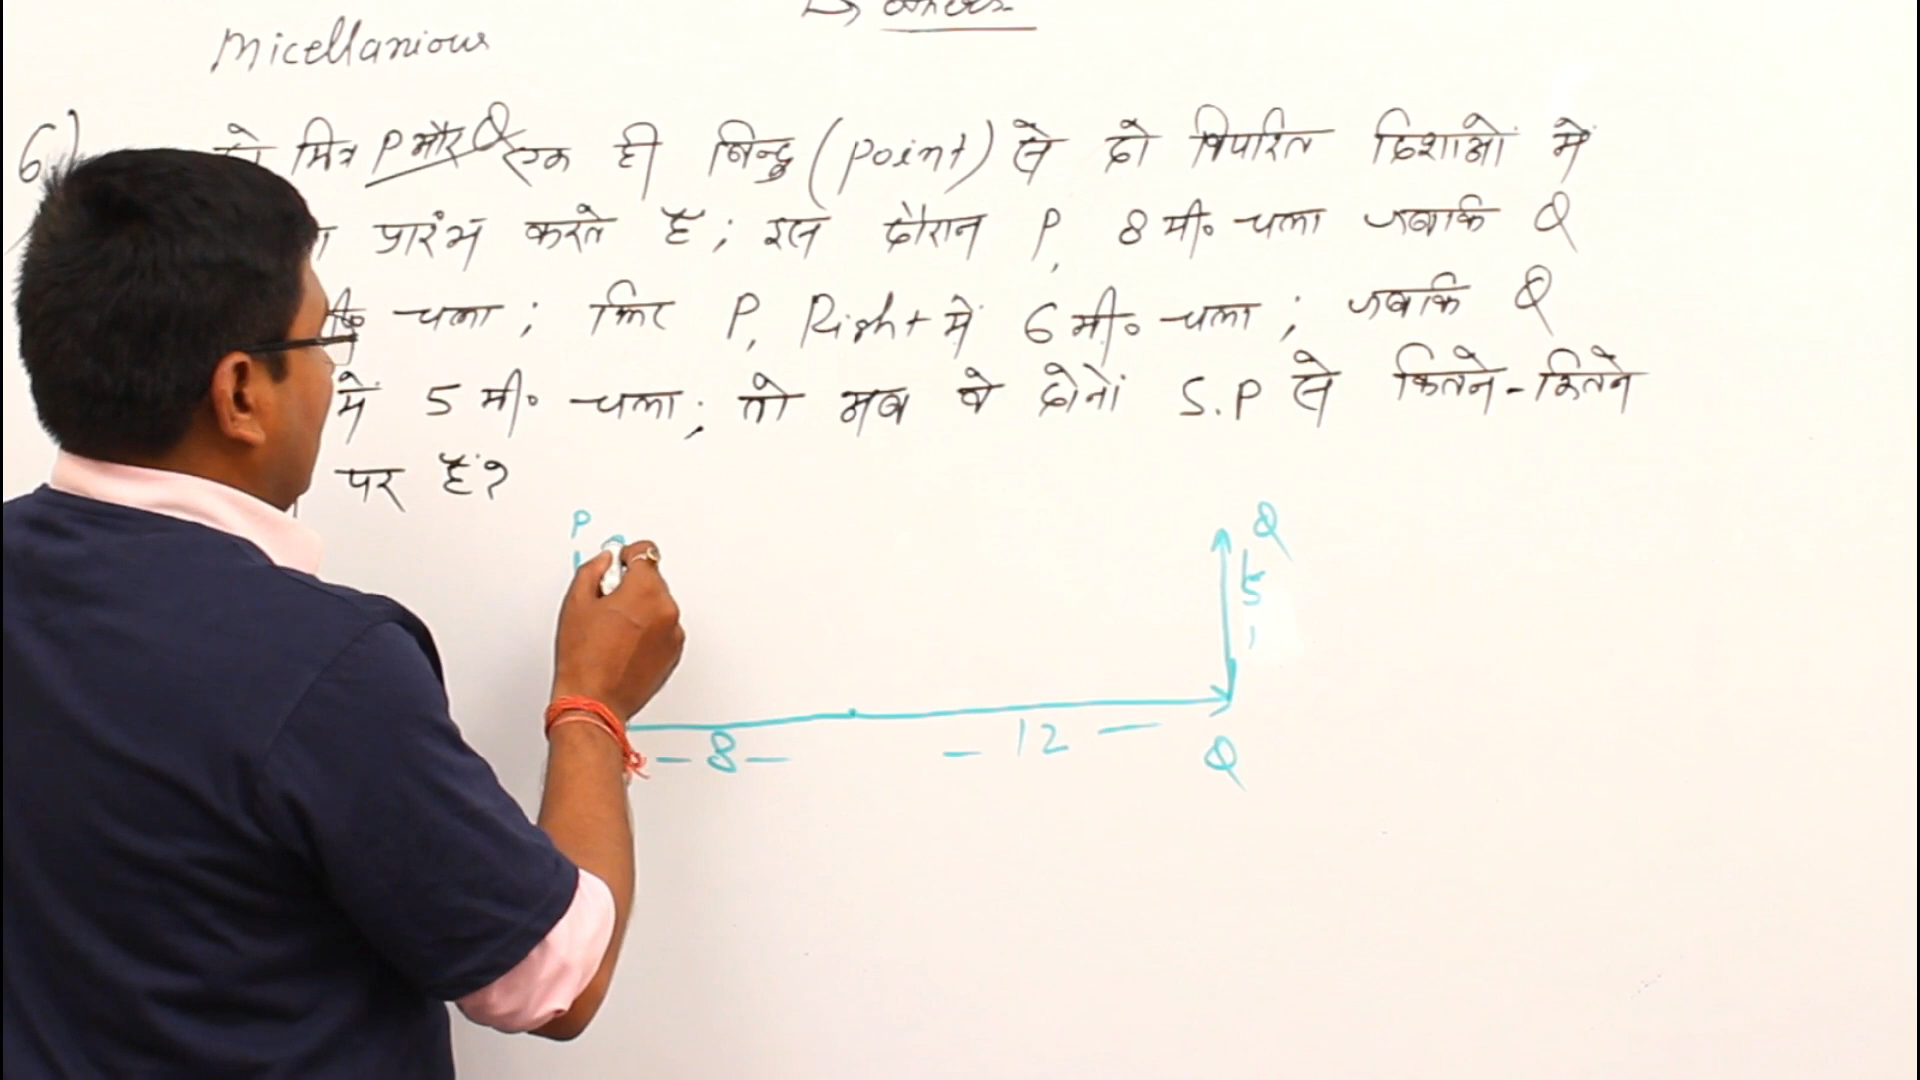 Micellanious
6)
मित्र P और Q एक ही बिन्दु (Point) से दो विपरित दिशाओं में
प्रारंभ करते हैं ; इस दौरान P, 8 मी० चला जबकि Q
चला ; फिर P, Right में 6 मी० चला ; जबकि Q
में 5 मी० चला ; तो अब वे दोनों S.P से कितने-कितने
पर हैं?
P
Q
5
8
12
Q